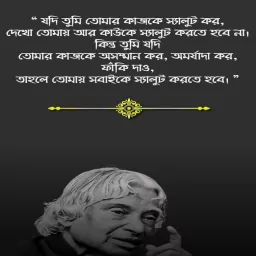 “ যদি তুমি তোমার কাজকে স্যালুট কর,
দেখো তোমায় আর কাউকে স্যালুট করতে হবে না।
কিন্তু তুমি যদি
তোমার কাজকে অসম্মান কর, অমর্যাদা কর,
ফাঁকি দাও,
তাহলে তোমায় সবাইকে স্যালুট করতে হবে। ”